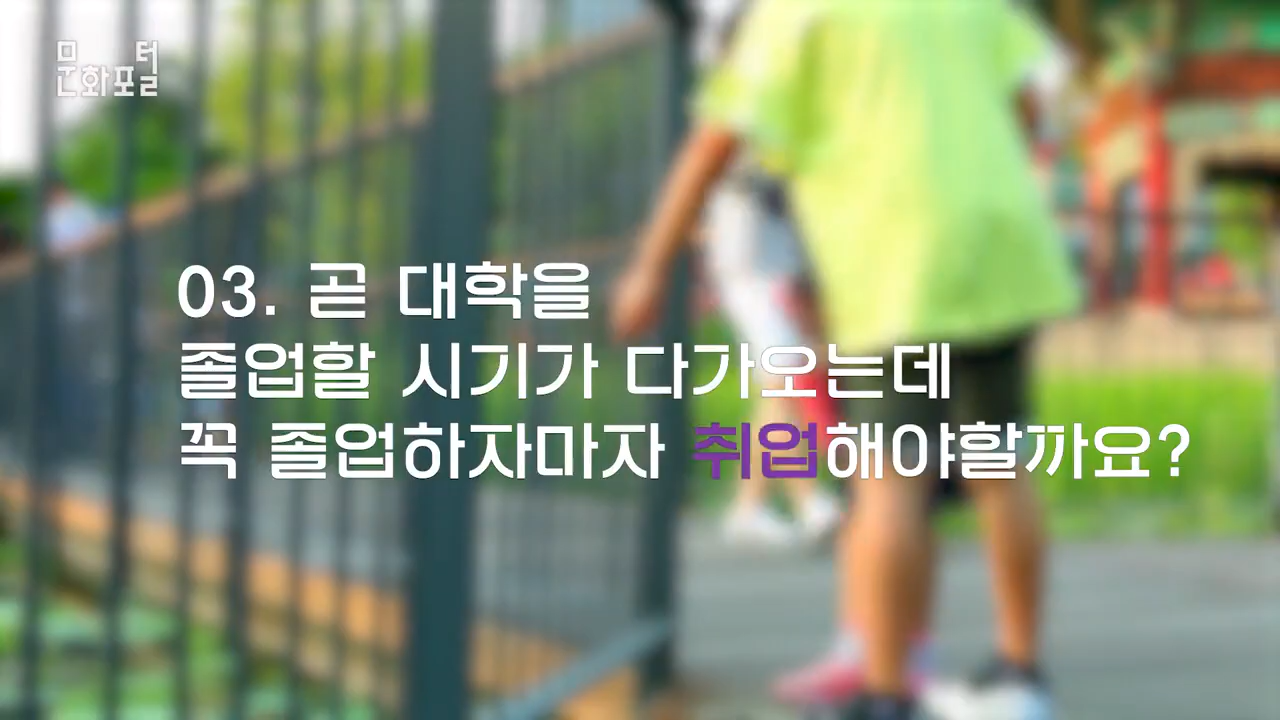 문화포털
03. 곧 대학을
졸업할 시기가 다가오는데
꼭 졸업하자마자 취업해야할까요?